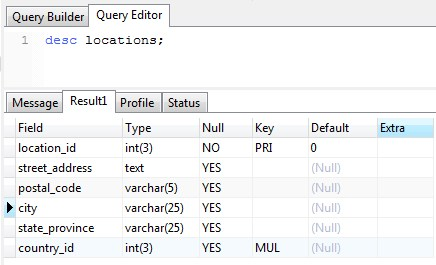 Query Builder Query Editor
1 desc locations;
Message Result1 Profile Status
Field Type Null Key Default Extra
location_id int(3) NO PRI 0
street_address text YES (Null)
postal_code varchar(5) YES (Null)
city varchar(25) YES (Null)
state_province varchar(25) YES (Null)
country_id int(3) YES MUL (Null)